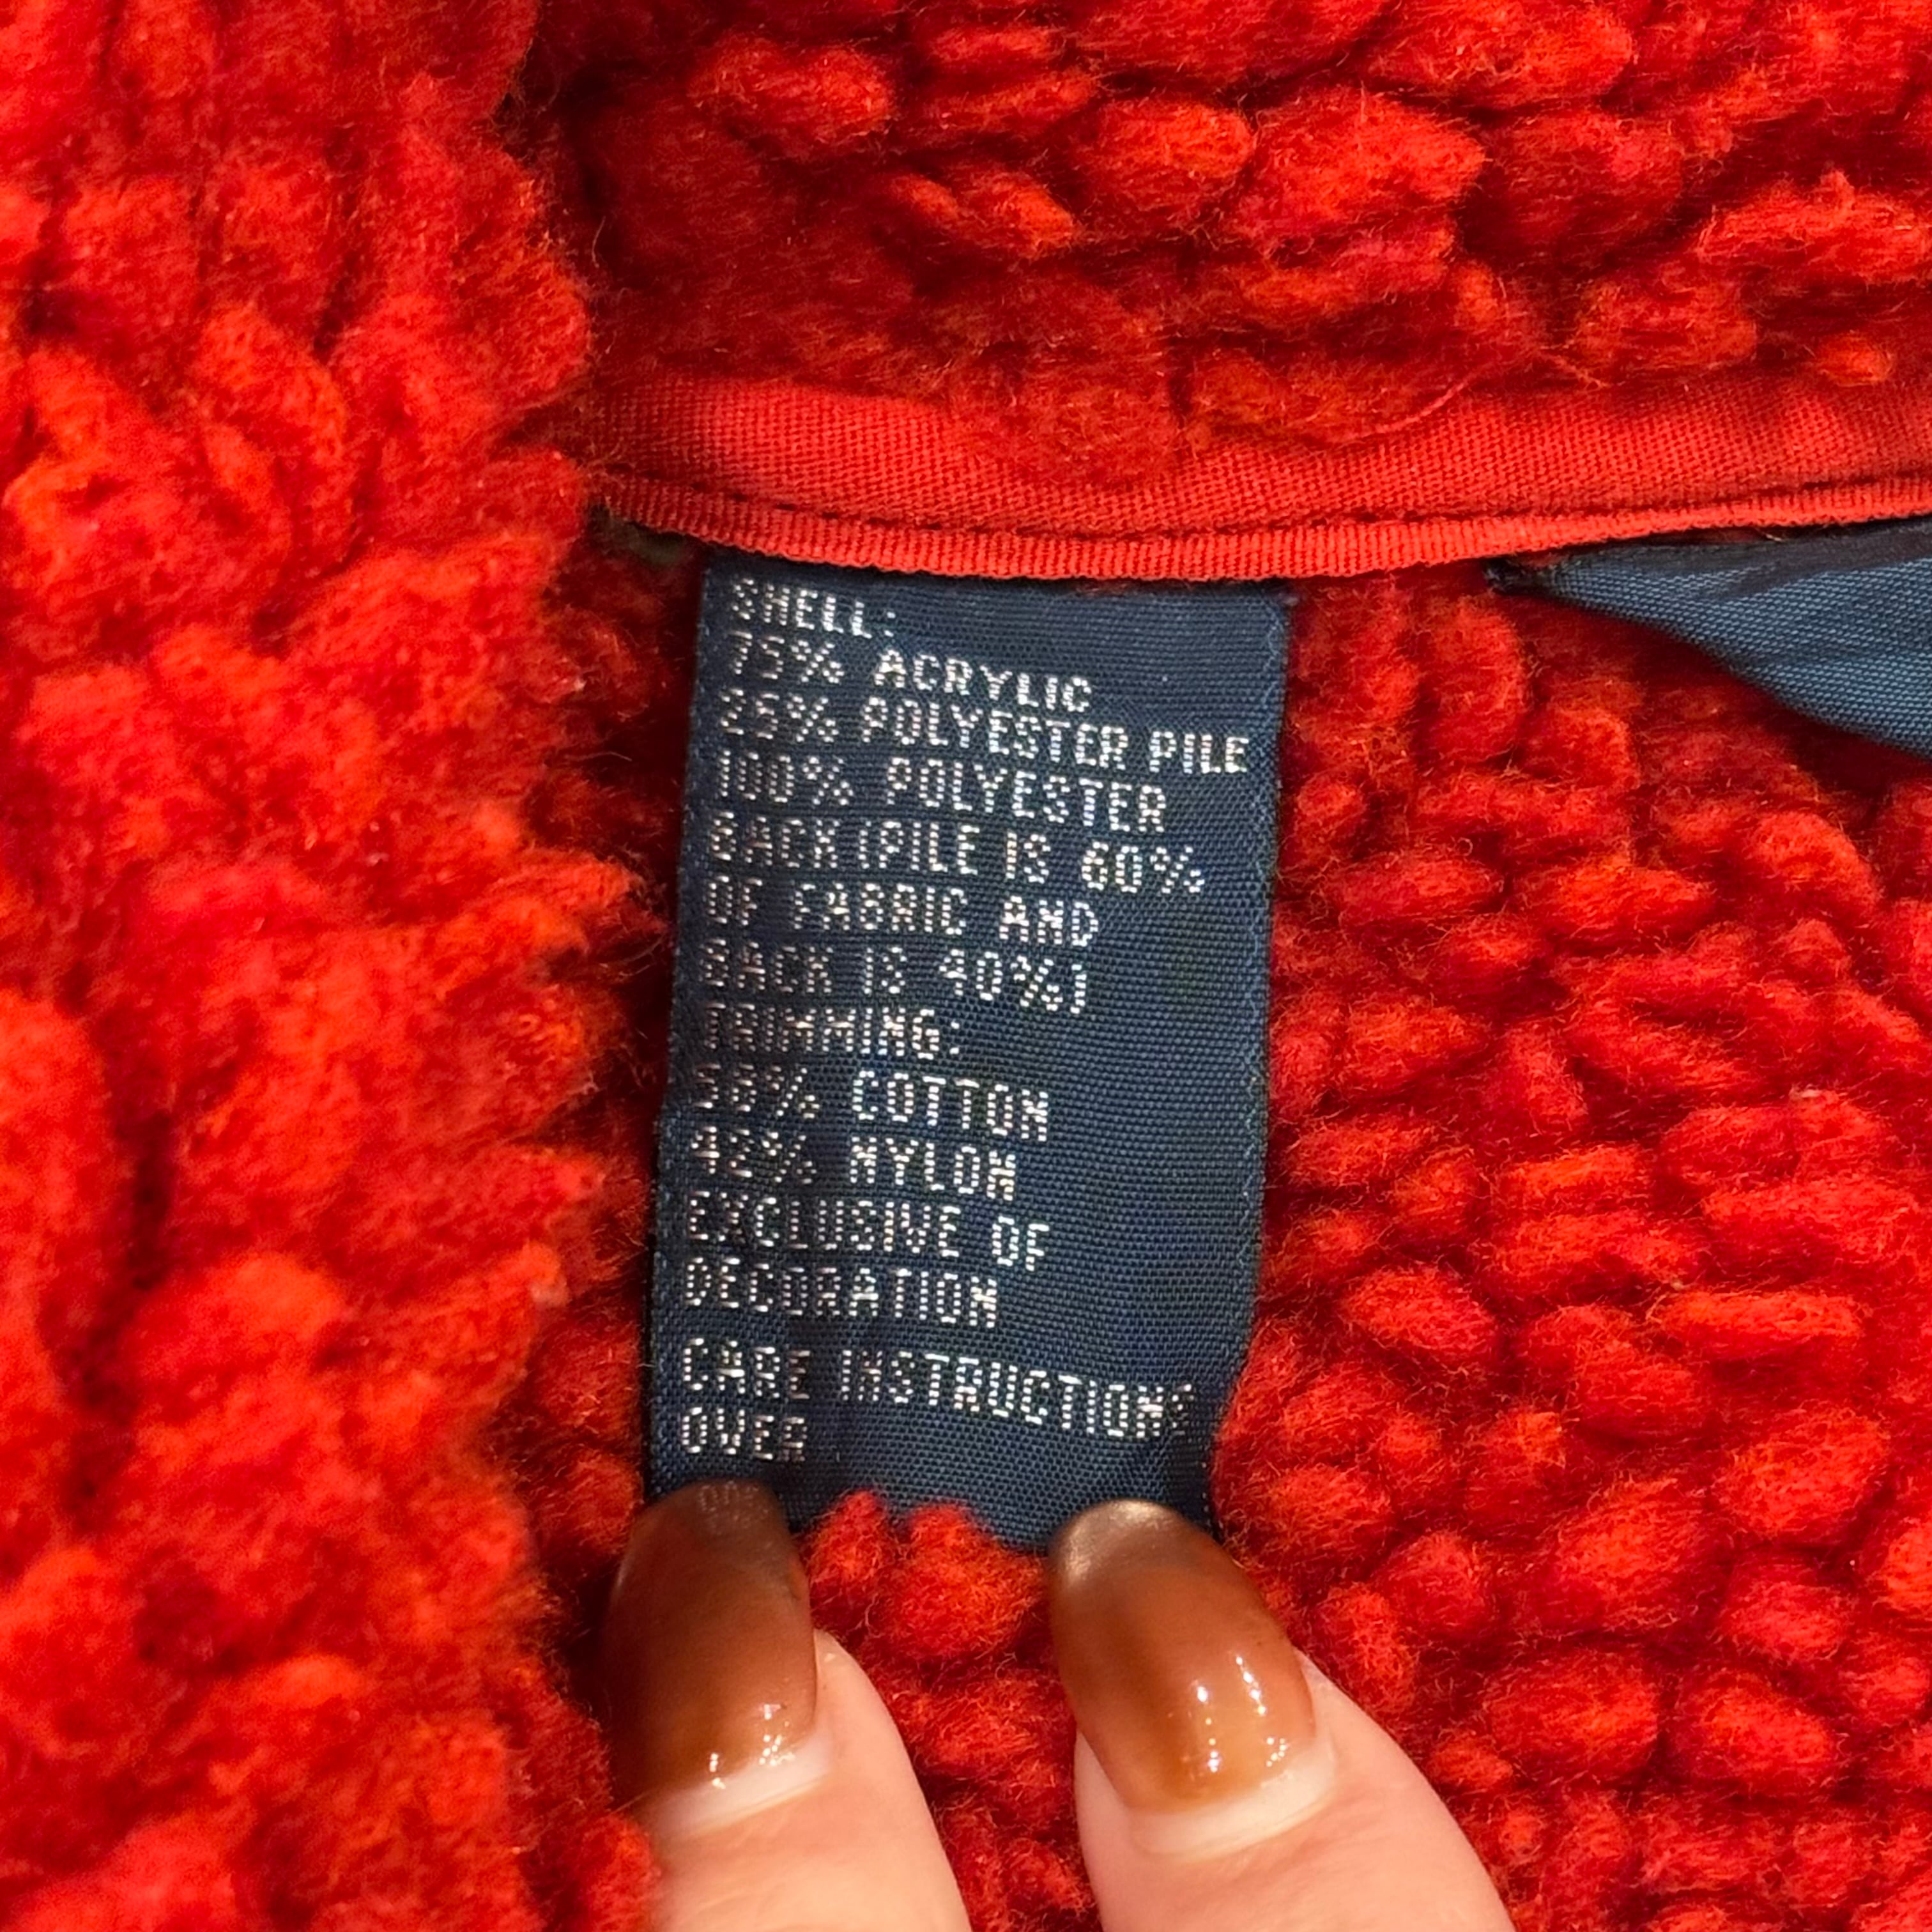 SHELL:
75% ACRYLIC
25% POLYESTER PILE
100% POLYESTER
BACK (PILE IS 60%
OF FABRIC AND
BACK IS 40%)
TRIMMING:
58% COTTON
42% NYLON
EXCLUSIVE OF
DECORATION
CARE INSTRUCTIONS
OVER